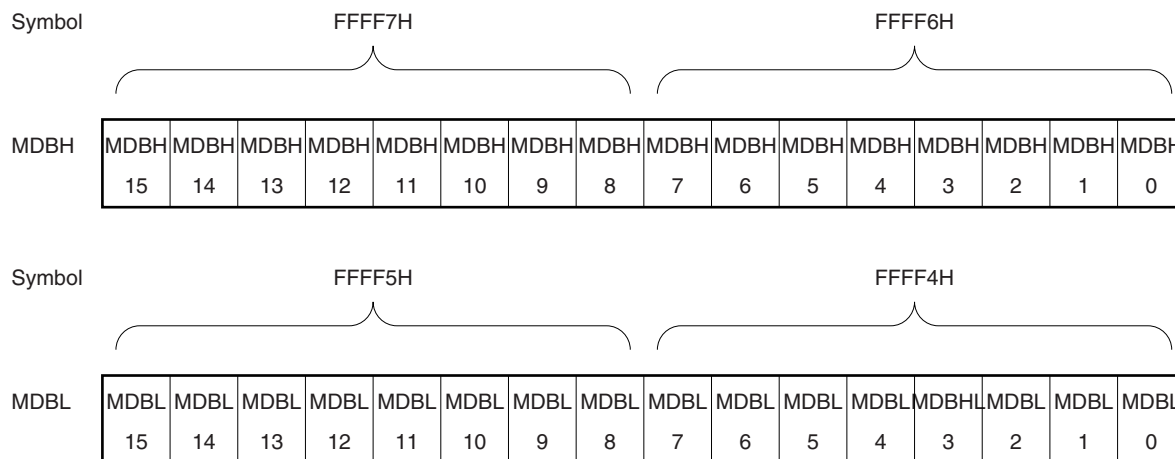 Symbol FFFF7H FFFF6H
MDBH MDBH MDBH MDBH MDBH MDBH MDBH MDBH MDBH MDBH MDBH MDBH MDBH MDBH MDBH MDBH MDBH
15 14 13 12 11 10 9 8 7 6 5 4 3 2 1 0
Symbol FFFF5H FFFF4H
MDBL MDBL MDBL MDBL MDBL MDBL MDBL MDBL MDBL MDBL MDBL MDBL MDBL MDBHL MDBL MDBL MDBL
15 14 13 12 11 10 9 8 7 6 5 4 3 2 1 0